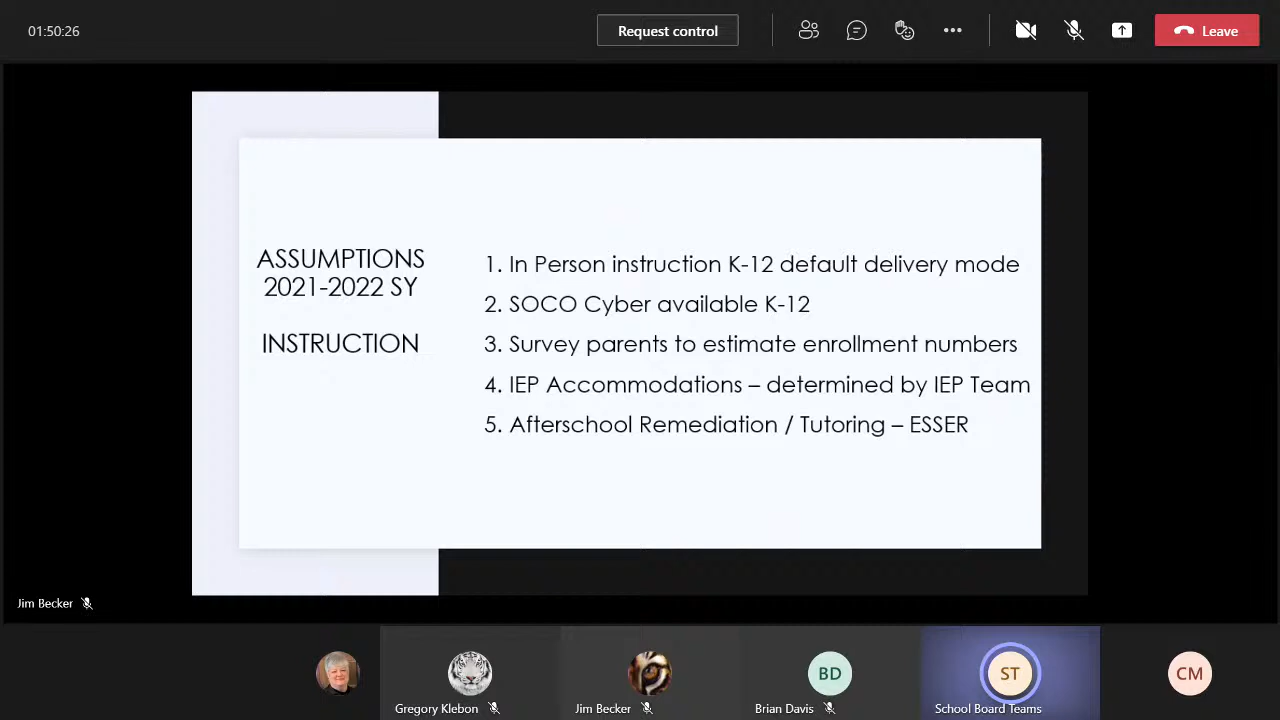 01:50:26
Request control
Leave
ASSUMPTIONS
2021-2022 SY
INSTRUCTION
1. In Person instruction K-12 default delivery mode
2. SOCO Cyber available K-12
3. Survey parents to estimate enrollment numbers
4. IEP Accommodations – determined by IEP Team
5. Afterschool Remediation / Tutoring – ESSER
Jim Becker
BD
ST
CM
Gregory Klebon
Jim Becker
Brian Davis
School Board Teams